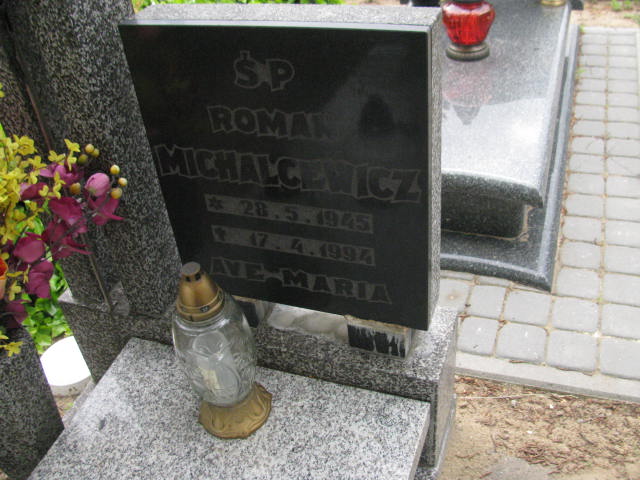 ŚP
ROMAN
MICHALCEWICZ
* 28.5.1945
† 17.4.1994
AVE-MARIA